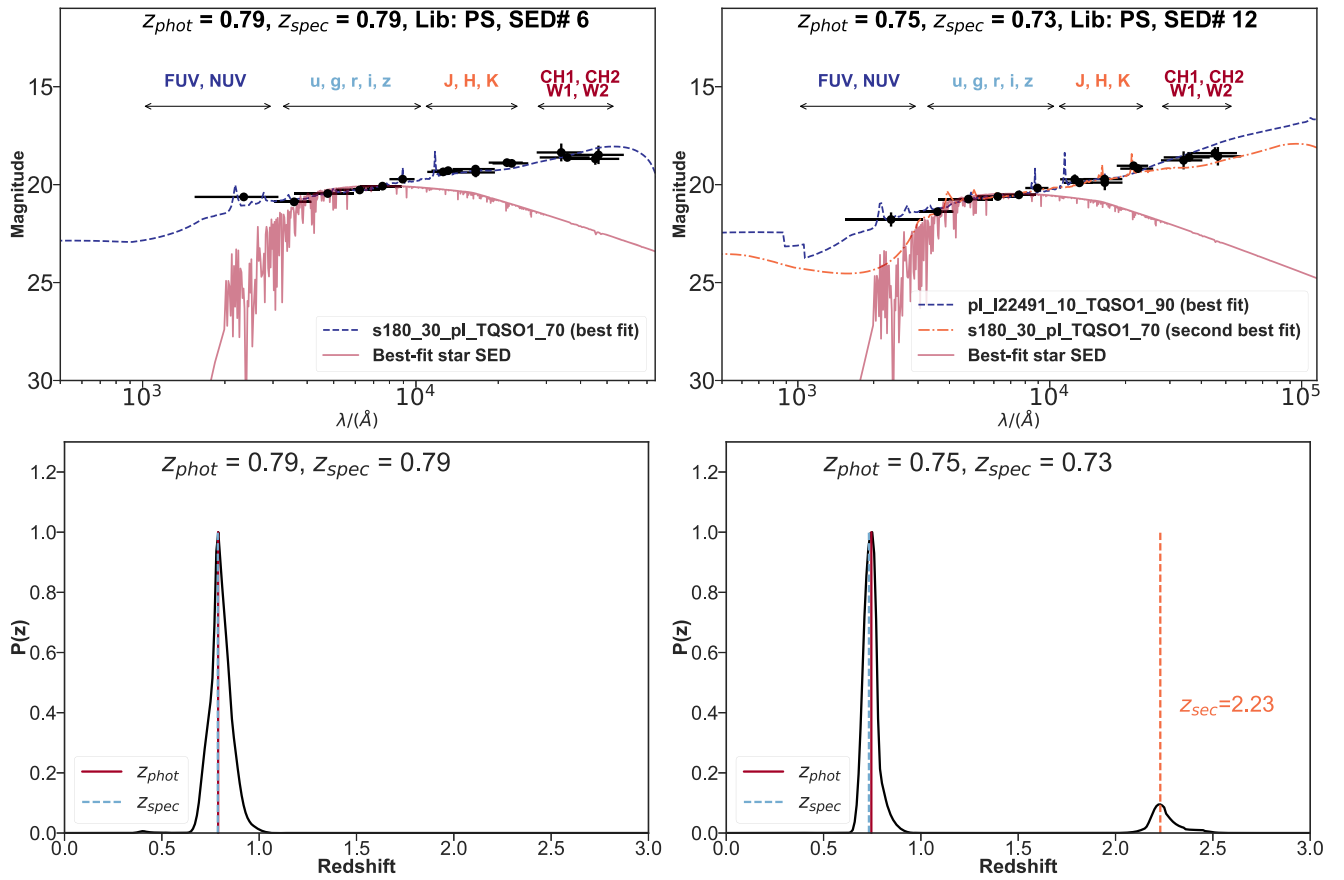 z_phot = 0.79, z_spec = 0.79, Lib: PS, SED# 6
FUV, NUV
u, g, r, i, z
J, H, K
CH1, CH2
W1, W2
15
20
25
30
Magnitude
s180_30_pl_TQSO1_70 (best fit)
Best-fit star SED
10^3
10^4
λ/(Å)
z_phot = 0.75, z_spec = 0.73, Lib: PS, SED# 12
FUV, NUV
u, g, r, i, z
J, H, K
CH1, CH2
W1, W2
15
20
25
30
Magnitude
pl_I22491_10_TQSO1_90 (best fit)
s180_30_pl_TQSO1_70 (second best fit)
Best-fit star SED
10^3
10^4
10^5
λ/(Å)
z_phot = 0.79, z_spec = 0.79
1.2
1.0
0.8
0.6
0.4
0.2
0.0
P(z)
z_phot
z_spec
0.0 0.5 1.0 1.5 2.0 2.5 3.0
Redshift
z_phot = 0.75, z_spec = 0.73
1.2
1.0
0.8
0.6
0.4
0.2
0.0
P(z)
z_sec=2.23
z_phot
z_spec
0.0 0.5 1.0 1.5 2.0 2.5 3.0
Redshift